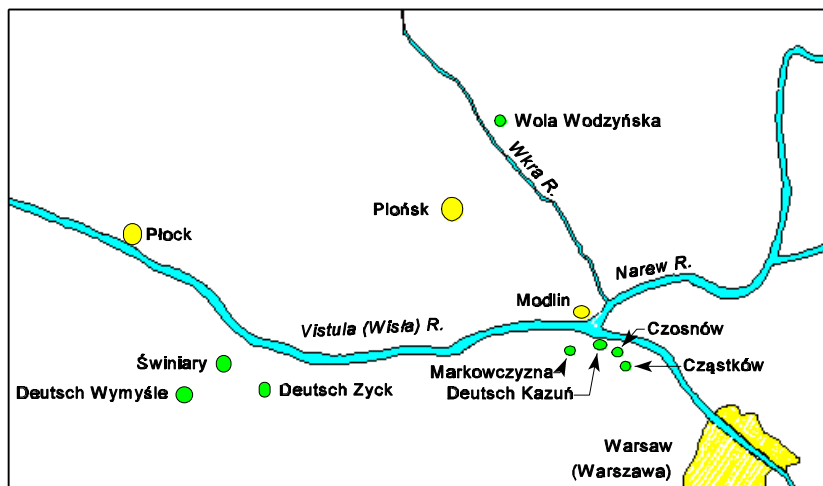 Wola Wodzyńska
Wkra R.
Płońsk
Płock
Narew R.
Modlin
Vistula (Wisła) R.
Czosnów
Świniary
Markowczyzna
Cząstków
Deutsch Wymyśle
Deutsch Zyck
Deutsch Kazuń
Warsaw
(Warszawa)